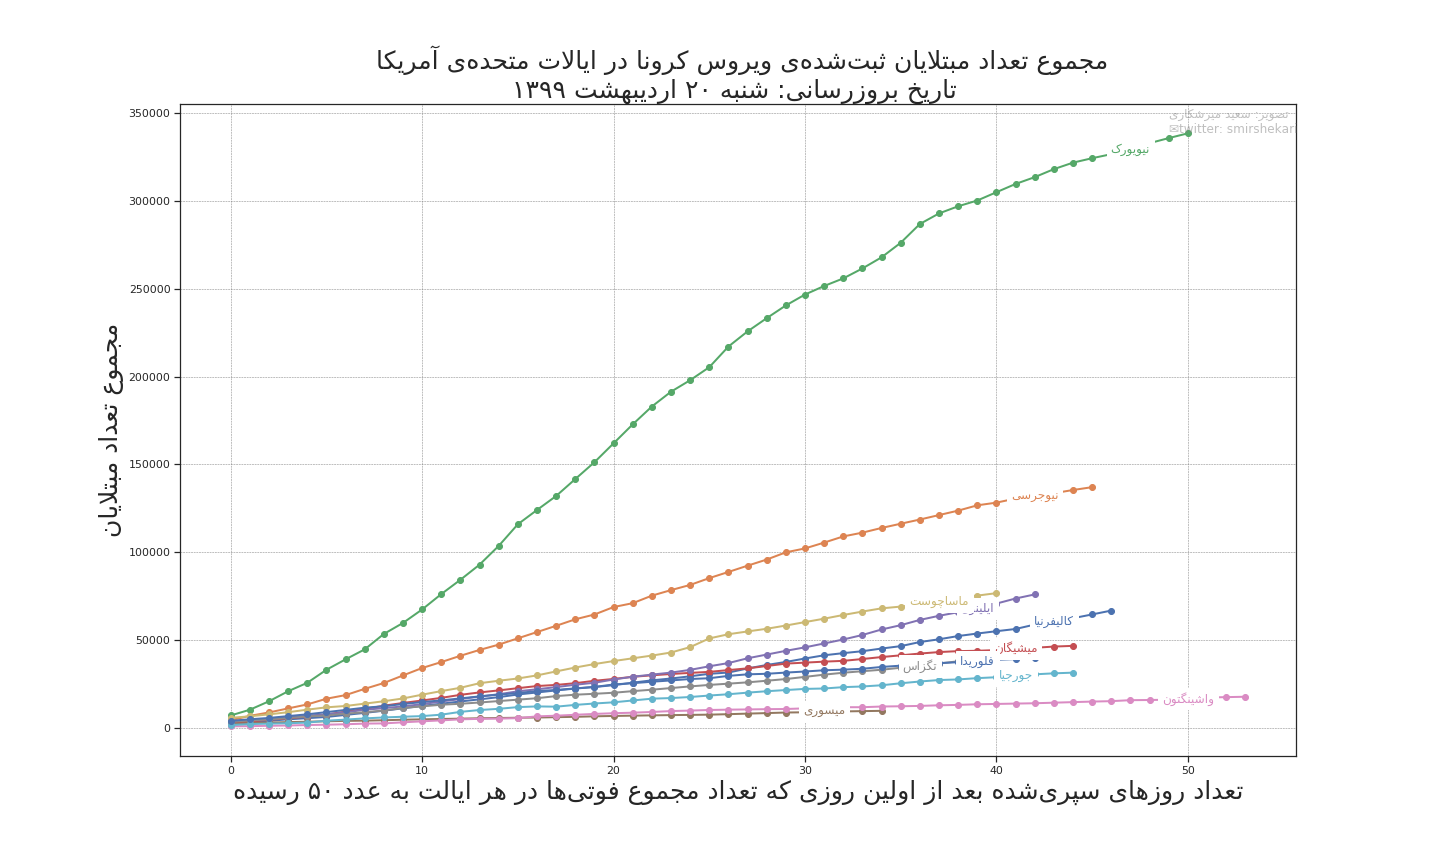 مجموع تعداد مبتلایان ثبت‌شده‌ی ویروس کرونا در ایالات متحده‌ی آمریکا
تاریخ بروزرسانی: شنبه ۲۰ اردیبهشت ۱۳۹۹
تصویر: سعید میرشکاری
✉twitter: smirshekari
مجموع تعداد مبتلایان
350000
300000
250000
200000
150000
100000
50000
0
نیویورک
نیوجرسی
ماساچوست
ایلینوی
کالیفرنیا
میشیگان
فلوریدا
تگزاس
جورجیا
واشینگتون
میسوری
0 10 20 30 40 50
تعداد روزهای سپری‌شده بعد از اولین روزی که تعداد مجموع فوتی‌ها در هر ایالت به عدد ۵۰ رسیده